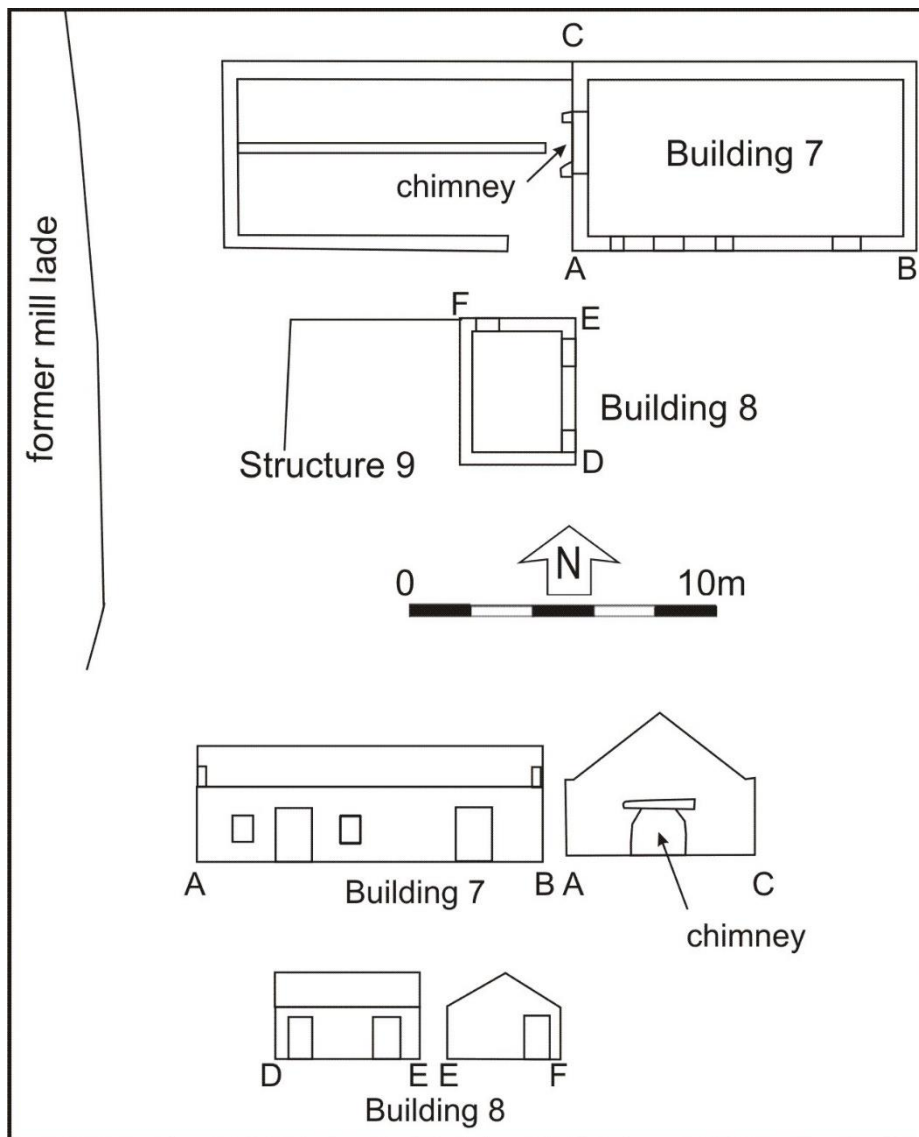 C
Building 7
chimney
A
B
former mill lade
F
E
Building 8
Structure 9
D
N
0
10m
A
Building 7
B
A
C
chimney
D
E
E
F
Building 8